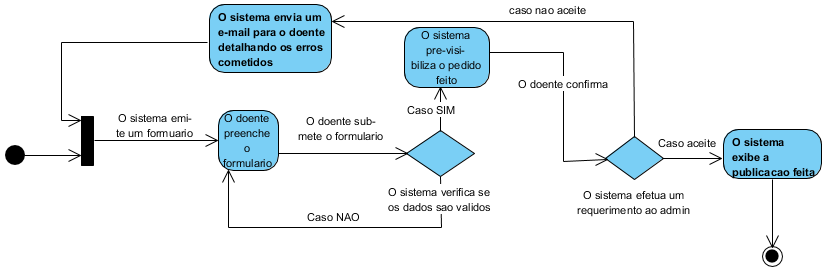 caso nao aceite
O sistema envia um
e-mail para o doente
detalhando os erros
cometidos
O sistema
pre-visi-
biliza o pedido
feito
O doente confirma
Caso SIM
O sistema emi-
te um formuario
O doente
preenche
o
formulario
O doente sub-
mete o formulario
Caso aceite
O sistema
exibe a
publicacao feita
O sistema verifica se
os dados sao validos
O sistema efetua um
requerimento ao admin
Caso NAO